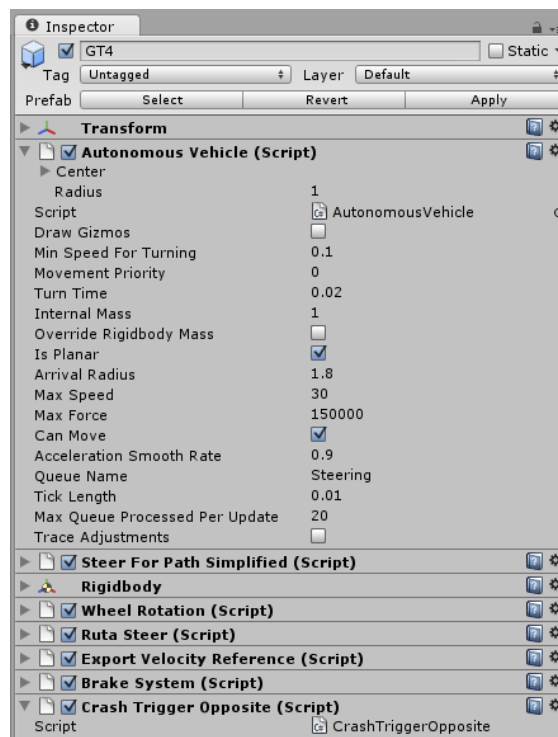 Inspector
GT4 Static
Tag Untagged Layer Default
Prefab Select Revert Apply
Transform
Autonomous Vehicle (Script)
Center
Radius 1
Script AutonomousVehicle
Draw Gizmos
Min Speed For Turning 0.1
Movement Priority 0
Turn Time 0.02
Internal Mass 1
Override Rigidbody Mass
Is Planar
Arrival Radius 1.8
Max Speed 30
Max Force 150000
Can Move
Acceleration Smooth Rate 0.9
Queue Name Steering
Tick Length 0.01
Max Queue Processed Per Update 20
Trace Adjustments
Steer For Path Simplified (Script)
Rigidbody
Wheel Rotation (Script)
Ruta Steer (Script)
Export Velocity Reference (Script)
Brake System (Script)
Crash Trigger Opposite (Script)
Script CrashTriggerOpposite